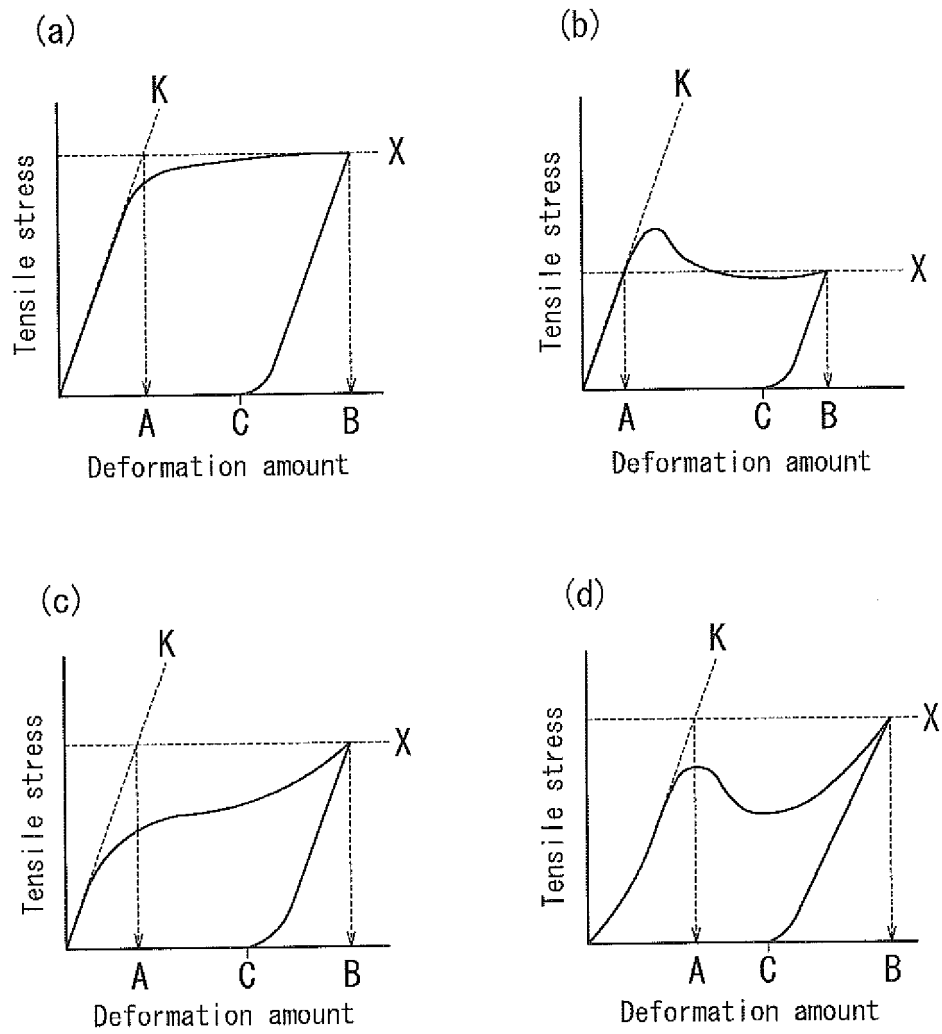 (a)
K
X
Tensile stress
A
C
B
Deformation amount
(b)
K
X
Tensile stress
A
C
B
Deformation amount
(c)
K
X
Tensile stress
A
C
B
Deformation amount
(d)
K
X
Tensile stress
A
C
B
Deformation amount